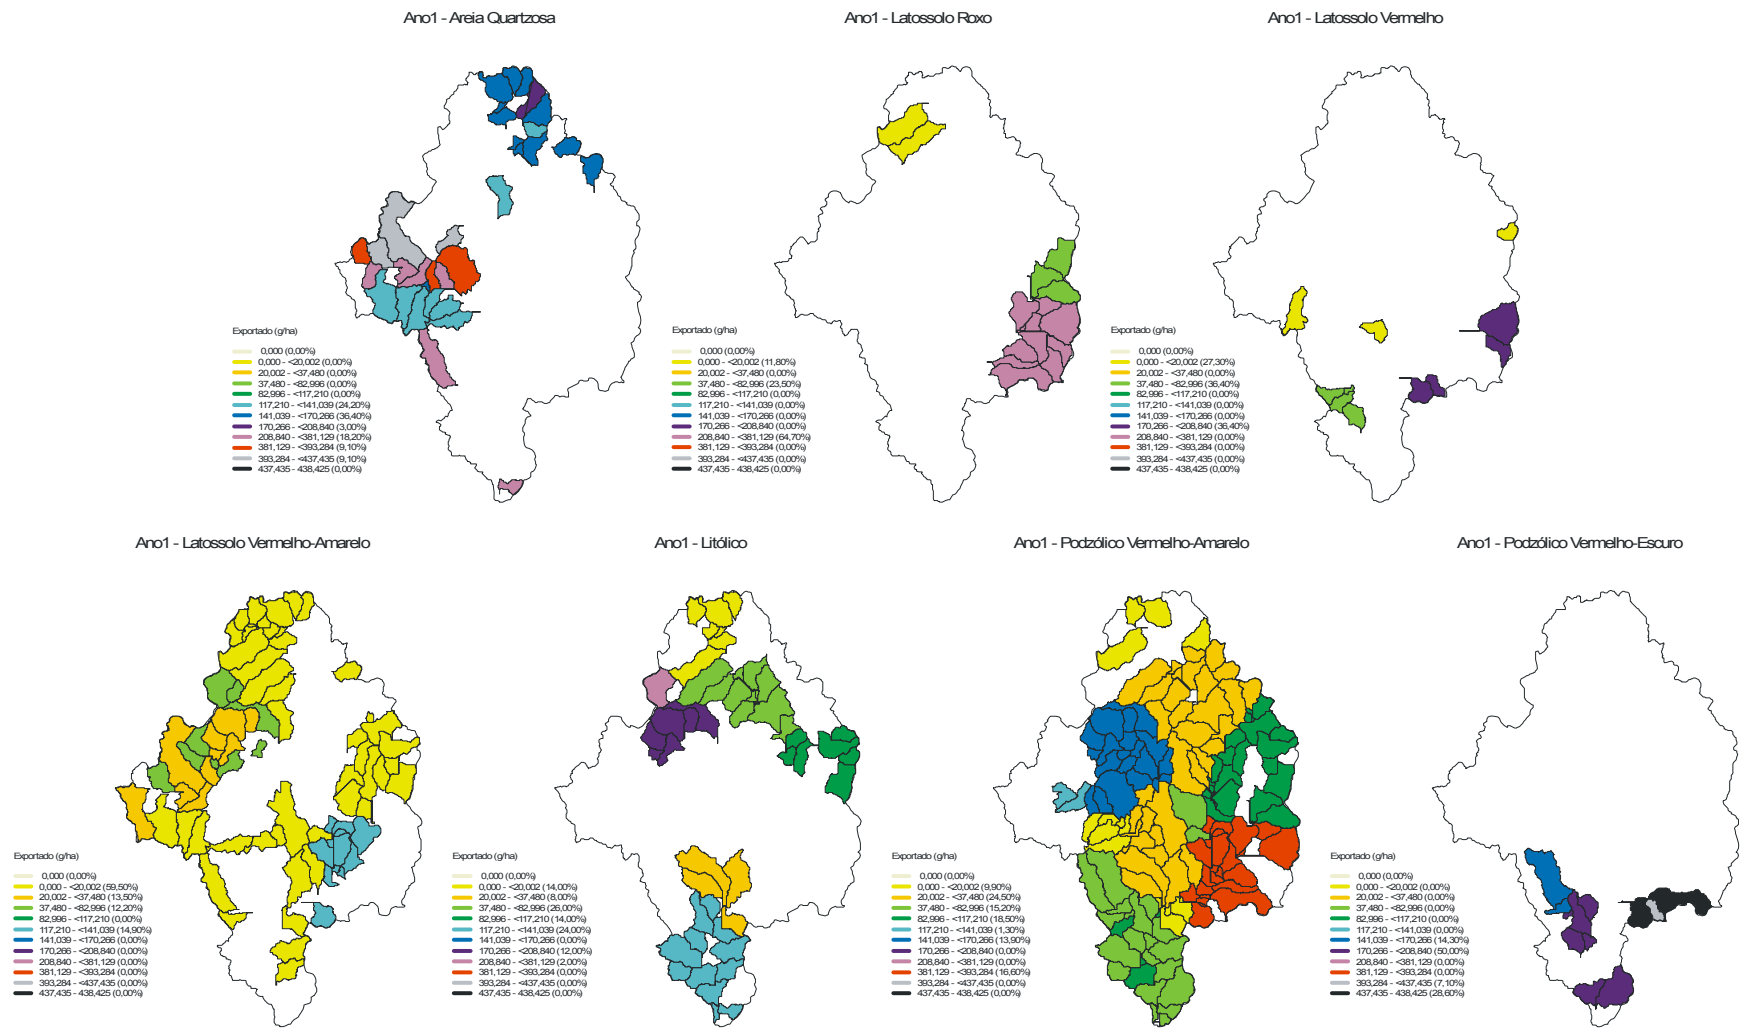 Ano1 - Areia Quartzosa
Exportado (g/ha)
0,000 (0,00%)
0,000 - <20,002 (0,00%)
20,002 - <37,480 (0,00%)
37,480 - <82,996 (0,00%)
82,996 - <117,210 (0,00%)
117,210 - <141,039 (24,20%)
141,039 - <170,266 (36,40%)
170,266 - <208,840 (3,00%)
208,840 - <381,129 (18,20%)
381,129 - <393,284 (9,10%)
393,284 - <437,435 (9,10%)
437,435 - 438,425 (0,00%)
Ano1 - Latossolo Roxo
Exportado (g/ha)
0,000 (0,00%)
0,000 - <20,002 (11,80%)
20,002 - <37,480 (0,00%)
37,480 - <82,996 (23,50%)
82,996 - <117,210 (0,00%)
117,210 - <141,039 (0,00%)
141,039 - <170,266 (0,00%)
170,266 - <208,840 (0,00%)
208,840 - <381,129 (64,70%)
381,129 - <393,284 (0,00%)
393,284 - <437,435 (0,00%)
437,435 - 438,425 (0,00%)
Ano1 - Latossolo Vermelho
Exportado (g/ha)
0,000 (0,00%)
0,000 - <20,002 (27,30%)
20,002 - <37,480 (0,00%)
37,480 - <82,996 (36,40%)
82,996 - <117,210 (0,00%)
117,210 - <141,039 (0,00%)
141,039 - <170,266 (0,00%)
170,266 - <208,840 (36,40%)
208,840 - <381,129 (0,00%)
381,129 - <393,284 (0,00%)
393,284 - <437,435 (0,00%)
437,435 - 438,425 (0,00%)
Ano1 - Latossolo Vermelho-Amarelo
Exportado (g/ha)
0,000 (0,00%)
0,000 - <20,002 (59,50%)
20,002 - <37,480 (13,50%)
37,480 - <82,996 (12,20%)
82,996 - <117,210 (0,00%)
117,210 - <141,039 (14,90%)
141,039 - <170,266 (0,00%)
170,266 - <208,840 (0,00%)
208,840 - <381,129 (0,00%)
381,129 - <393,284 (0,00%)
393,284 - <437,435 (0,00%)
437,435 - 438,425 (0,00%)
Ano1 - Litólico
Exportado (g/ha)
0,000 (0,00%)
0,000 - <20,002 (14,00%)
20,002 - <37,480 (8,00%)
37,480 - <82,996 (26,00%)
82,996 - <117,210 (14,00%)
117,210 - <141,039 (24,00%)
141,039 - <170,266 (0,00%)
170,266 - <208,840 (12,00%)
208,840 - <381,129 (2,00%)
381,129 - <393,284 (0,00%)
393,284 - <437,435 (0,00%)
437,435 - 438,425 (0,00%)
Ano1 - Podzólico Vermelho-Amarelo
Exportado (g/ha)
0,000 (0,00%)
0,000 - <20,002 (9,90%)
20,002 - <37,480 (24,50%)
37,480 - <82,996 (15,20%)
82,996 - <117,210 (18,50%)
117,210 - <141,039 (1,30%)
141,039 - <170,266 (13,90%)
170,266 - <208,840 (0,00%)
208,840 - <381,129 (0,00%)
381,129 - <393,284 (16,60%)
393,284 - <437,435 (0,00%)
437,435 - 438,425 (0,00%)
Ano1 - Podzólico Vermelho-Escuro
Exportado (g/ha)
0,000 (0,00%)
0,000 - <20,002 (0,00%)
20,002 - <37,480 (0,00%)
37,480 - <82,996 (0,00%)
82,996 - <117,210 (0,00%)
117,210 - <141,039 (0,00%)
141,039 - <170,266 (14,30%)
170,266 - <208,840 (50,00%)
208,840 - <381,129 (0,00%)
381,129 - <393,284 (0,00%)
393,284 - <437,435 (7,10%)
437,435 - 438,425 (28,60%)